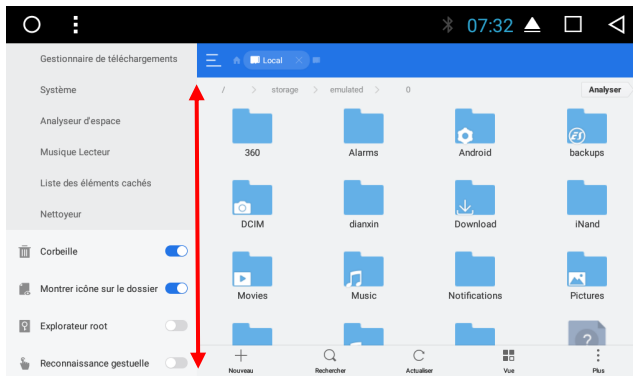 07:32
Gestionnaire de téléchargements
Système
Analyseur d'espace
Musique Lecteur
Liste des éléments cachés
Nettoyeur
Corbeille
Montrer icône sur le dossier
Explorateur root
Reconnaissance gestuelle
Local
/ > storage > emulated > 0
Analyser
360 Alarms Android backups
DCIM dianxin Download iNand
Movies Music Notifications Pictures
?
Nouveau Rechercher Actualiser Vue Plus